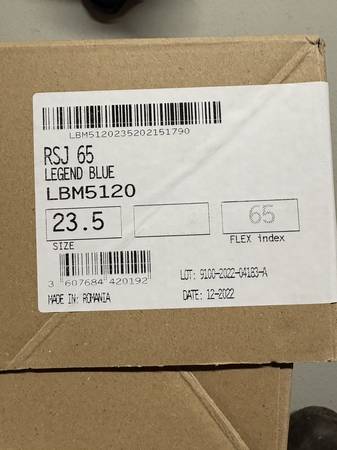 LBM5120235202151790
RSJ 65
LEGEND BLUE
LBM5120
23.5
65
SIZE
FLEX index
3 607684 420192
LOT: 9100-2022-04183-A
MADE IN: ROMANIA
DATE: 12-2022